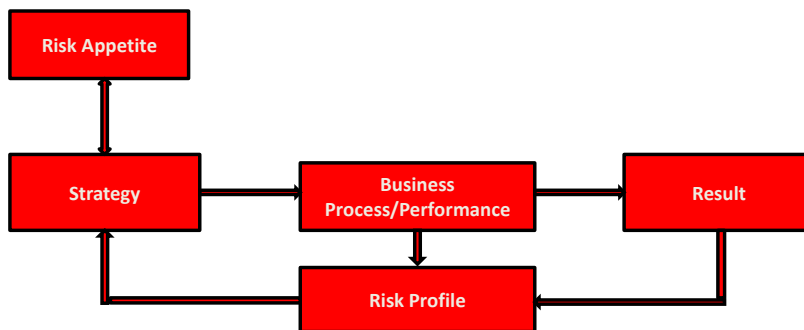 Risk Appetite
Strategy
Business
Process/Performance
Result
Risk Profile